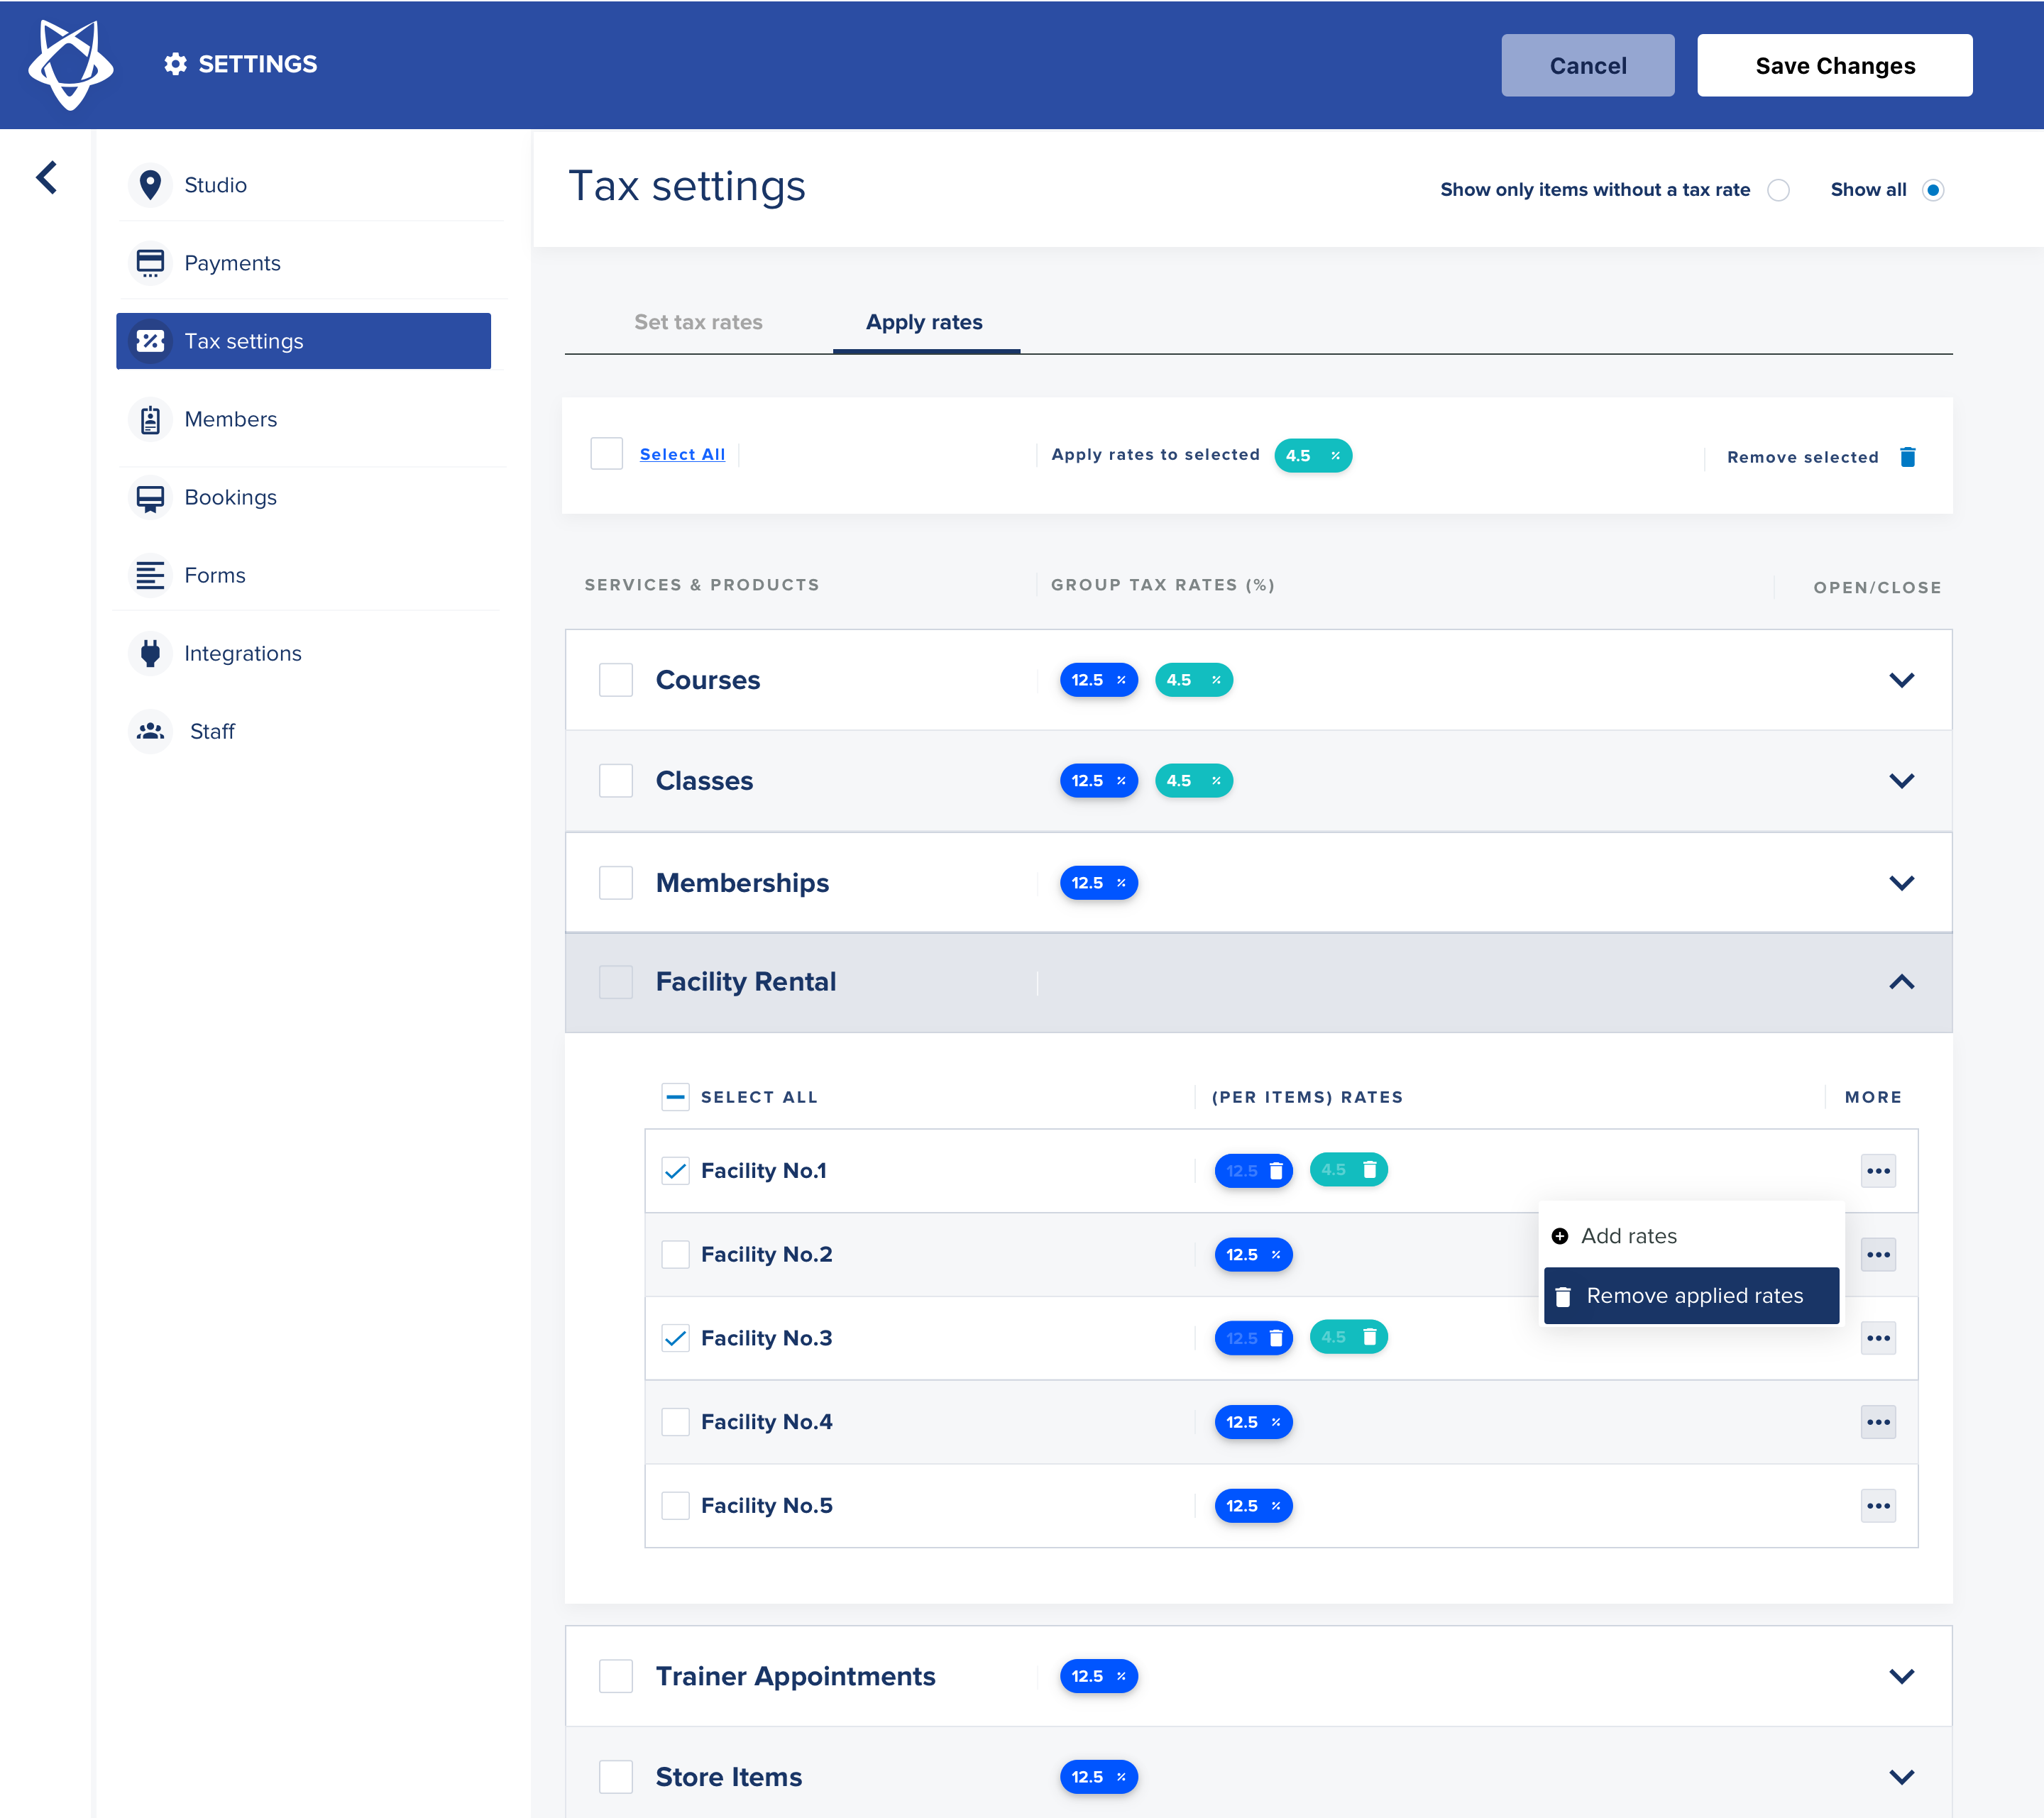 SETTINGS
Cancel
Save Changes
Studio
Payments
Tax settings
Members
Bookings
Forms
Integrations
Staff
Tax settings
Show only items without a tax rate
Show all
Set tax rates
Apply rates
Select All
Apply rates to selected
4.5 %
Remove selected
SERVICES & PRODUCTS
GROUP TAX RATES (%)
OPEN/CLOSE
Courses
12.5 %
4.5 %
Classes
12.5 %
4.5 %
Memberships
12.5 %
Facility Rental
SELECT ALL
(PER ITEMS) RATES
MORE
Facility No.1
12.5
4.5
Add rates
Facility No.2
12.5 %
Remove applied rates
Facility No.3
12.5
4.5
Facility No.4
12.5 %
Facility No.5
12.5 %
Trainer Appointments
12.5 %
Store Items
12.5 %